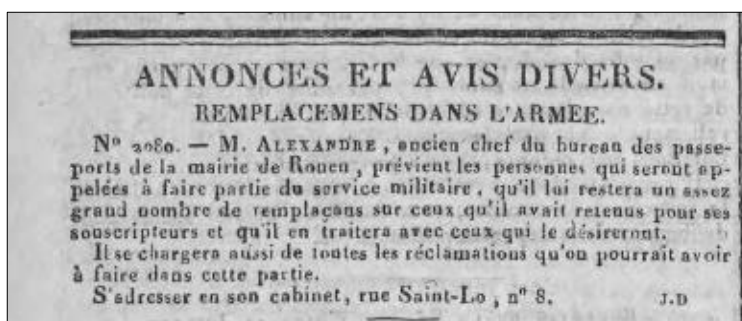 ANNONCES ET AVIS DIVERS.
REMPLACEMENS DANS L'ARMÉE.
N° 2080. — M. ALEXANDRE, ancien chef du bureau des passe-
ports de la mairie de Rouen, prévient les personnes qui seront ap-
pelées à faire partie du service militaire, qu'il lui restera un assez
grand nombre de remplaçans sur ceux qu'il avait retenus pour ses
souscripteurs et qu'il en traitera avec ceux qui le désireront.
Il se chargera aussi de toutes les réclamations qu'on pourrait avoir
à faire dans cette partie.
S'adresser en son cabinet, rue Saint-Lo, n° 8. J.D